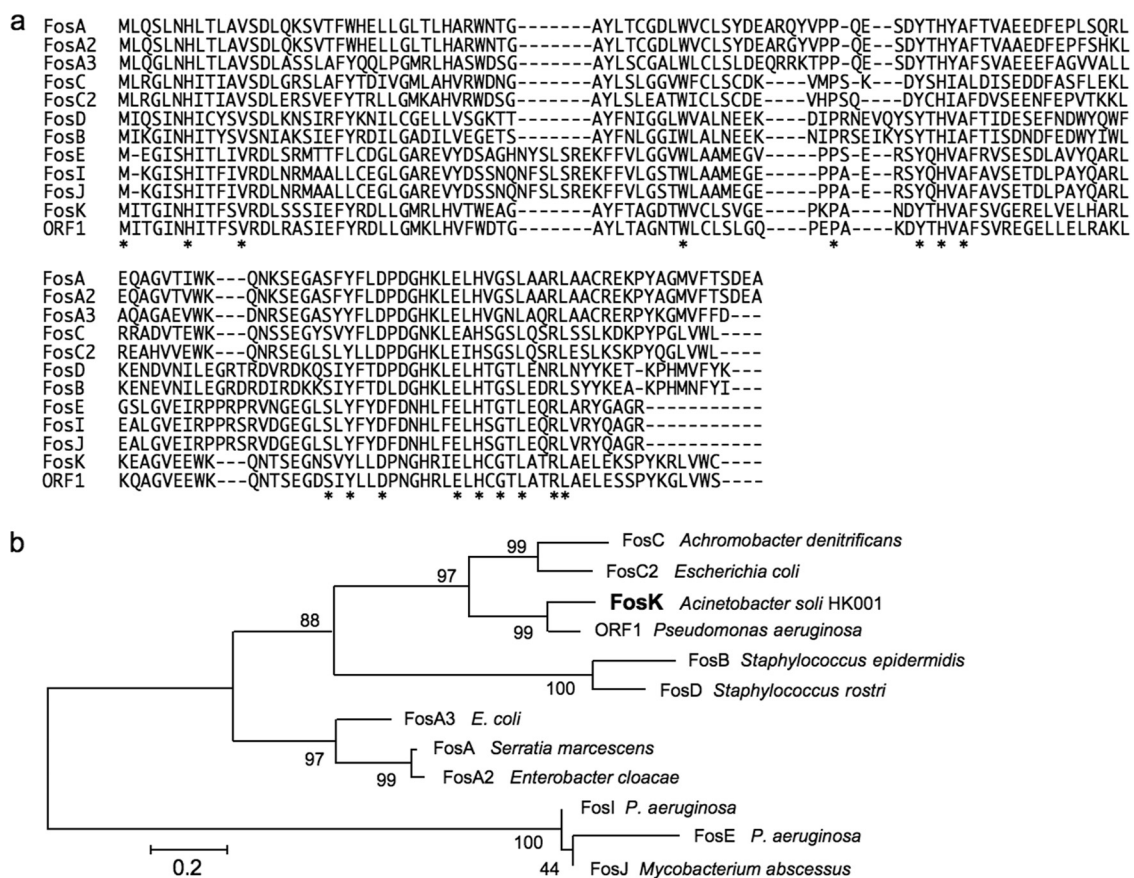 a
FosA MLQSLNHLTLAVSDLQKSVTFWHELLGLTLHARWNTG-------AYLTCGDLWVCLSYDEARQYVPP-QE---SDYTHYAFTVAEEDFEPLSQRL
FosA2 MLQSLNHLTLAVSDLQKSVTFWHELLGLTLHARWNTG-------AYLTCGDLWVCLSYDEARGYVPP-QE---SDYTHYAFTVAAEDFEPFSHKL
FosA3 MLQGLNHLTLAVSDLASSLAFYQQLPGMRLHASWDSG-------AYLSCGALWLCLSLDEQRRKTPP-QE---SDYTHYAFSVAEEEFAGVVALL
FosC MLRGLNHITIAVSDLGRSLAFYTDIVGMLAHVRWDNG-------AYLSLGGVWFCLSCDK----VMPS-K---DYSHIALDISEDDFASFLEKL
FosC2 MLRGLNHITIAVSDLERSVEFYTRLLGMKAHVRWDSG-------AYLSLEATWICLSCDE----VHPSQ----DYCHIAFDVSEENFEPVTKKL
FosD MIQSINHICYSVSDLKNSIRFYKNILCGELLVSGKTT-------AYFNIGGLWVALNEEK----DIPRNEVQYSYTHVAFTIDESEFNDWYQWF
FosB MIKGINHITYSVSNIAKSIEFYRDILGADILVEGETS-------AYFNLGGIWLALNEEK----NIPRSEIKYSYTHIAFTISDNDFEDWYIWL
FosE M-EGISHITLIVRDLSRMTTFLCDGLGAREVYDSAGHNYSLSREKFFVLGGVWLAAMEGV-----PPS-E---RSYQHVAFRVSESDLAVYQARL
FosI M-KGISHITFIVRDLNRMAALLCEGLGAREVYDSSNQNFSLSREKFFVLGGTWLAAMEGE-----PPA-E---RSYQHVAFAVSETDLPAYQARL
FosJ M-KGISHITFIVRDLNRMAALLCEGLGAREVYDSSNQNFSLSREKFFVLGGTWLAAMEGE-----PPA-E---RSYQHVAFAVSETDLPAYQARL
FosK MITGINHITFSVRDLSSSIEFYRDLLGMRLHVTWEAG-------AYFTAGDTWVCLSVGE----PKPA-----NDYTHVAFSVGERELVELHARL
ORF1 MITGINHITFSVRDLRASIEFYRDLLGMKLHVFWDTG-------AYLTAGNTWLCLSLGQ----PEPA-----KDYTHVAFSVREGELLELRAKL
* * * * * * * *
FosA EQAGVTIWK---QNKSEGASFYFLDPDGHKLELHVGSLAARLAACREKPYAGMVFTSDEA
FosA2 EQAGVTVWK---QNKSEGASFYFLDPDGHKLELHVGSLAARLAACREKPYAGMVFTSDEA
FosA3 AQAGAEVWK---DNRSEGASYYFLDPDGHKLELHVGNLAQRLAACRERPYKGMVFFD---
FosC RRADVTEWK---QNSSEGYSVYFLDPDGNKLEAHSGSLQSRLSSLKDKPYPGLVWL----
FosC2 REAHVVEWK---QNRSEGLSLYLLDPDGHKLEIHSGSLQSRLESLKSKPYQGLVWL----
FosD KENDVNILEGRTRDVRDKQSIYFTDPDGHKLELHTGTLENRLNYYKET-KPHMVFYK---
FosB KENEVNILEGRDRDIRDKKSIYFTDLDGHKLELHTGSLEDRLSYYKEA-KPHMNFYI---
FosE GSLGVEIRPPRPRVNGEGLSLYFYDFDNHLFELHTGTLEQRLARYGAGR-----------
FosI EALGVEIRPPRSRVDGEGLSLYFYDFDNHLFELHSGTLEQRLVRYQAGR-----------
FosJ EALGVEIRPPRSRVDGEGLSLYFYDFDNHLFELHSGTLEQRLVRYQAGR-----------
FosK KEAGVEEWK---QNTSEGNSVYLLDPNGHRIELHCGTLATRLAELEKSPYKRLVWC----
ORF1 KQAGVEEWK---QNTSEGDSIYLLDPNGHRLELHCGTLATRLAELESSPYKGLVWS----
* * * * * * * **
b
99 FosC Achromobacter denitrificans
97 FosC2 Escherichia coli
88 FosK Acinetobacter soli HK001
99 ORF1 Pseudomonas aeruginosa
FosB Staphylococcus epidermidis
100 FosD Staphylococcus rostri
FosA3 E. coli
97 FosA Serratia marcescens
99 FosA2 Enterobacter cloacae
FosI P. aeruginosa
100 FosE P. aeruginosa
0.2 44 FosJ Mycobacterium abscessus